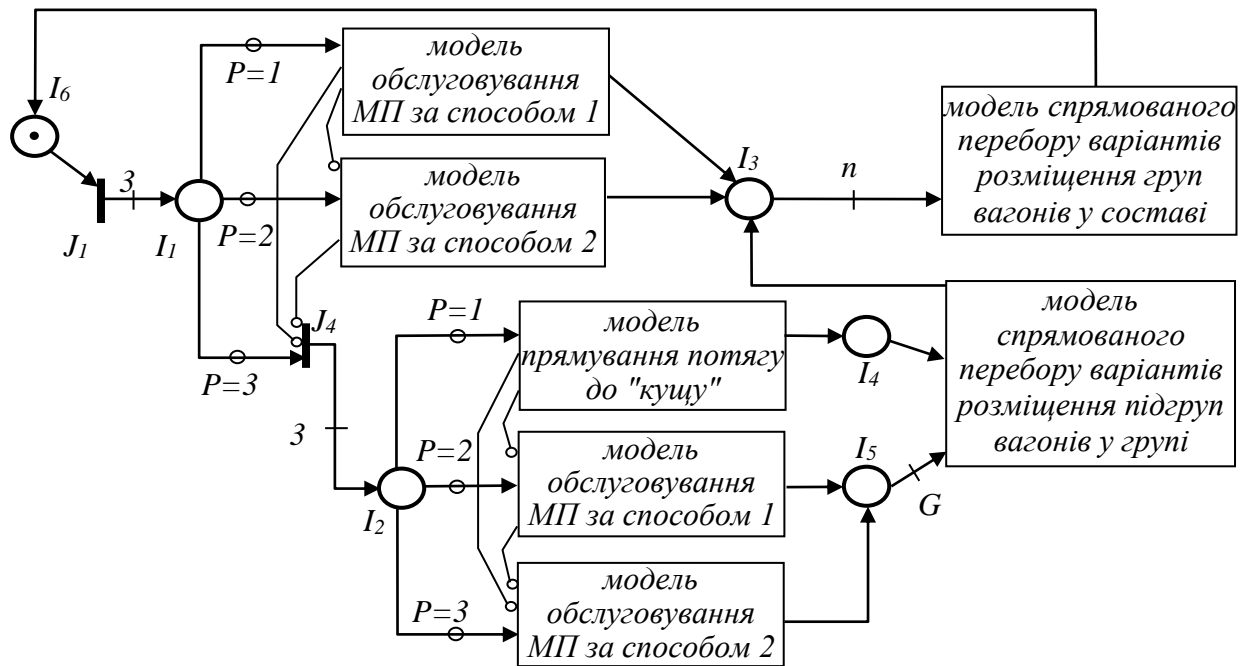 модель
обслуговування
МП за способом 1
P=1
I6
модель спрямованого
перебору варіантів
розміщення груп
вагонів у составі
3
J1
I1
P=2
модель
обслуговування
МП за способом 2
I3
n
P=3
J4
3
P=1
модель
прямування потягу
до "кущу"
I4
модель
спрямованого
перебору варіантів
розміщення підгруп
вагонів у групі
I2
P=2
модель
обслуговування
МП за способом 1
I5
G
P=3
модель
обслуговування
МП за способом 2